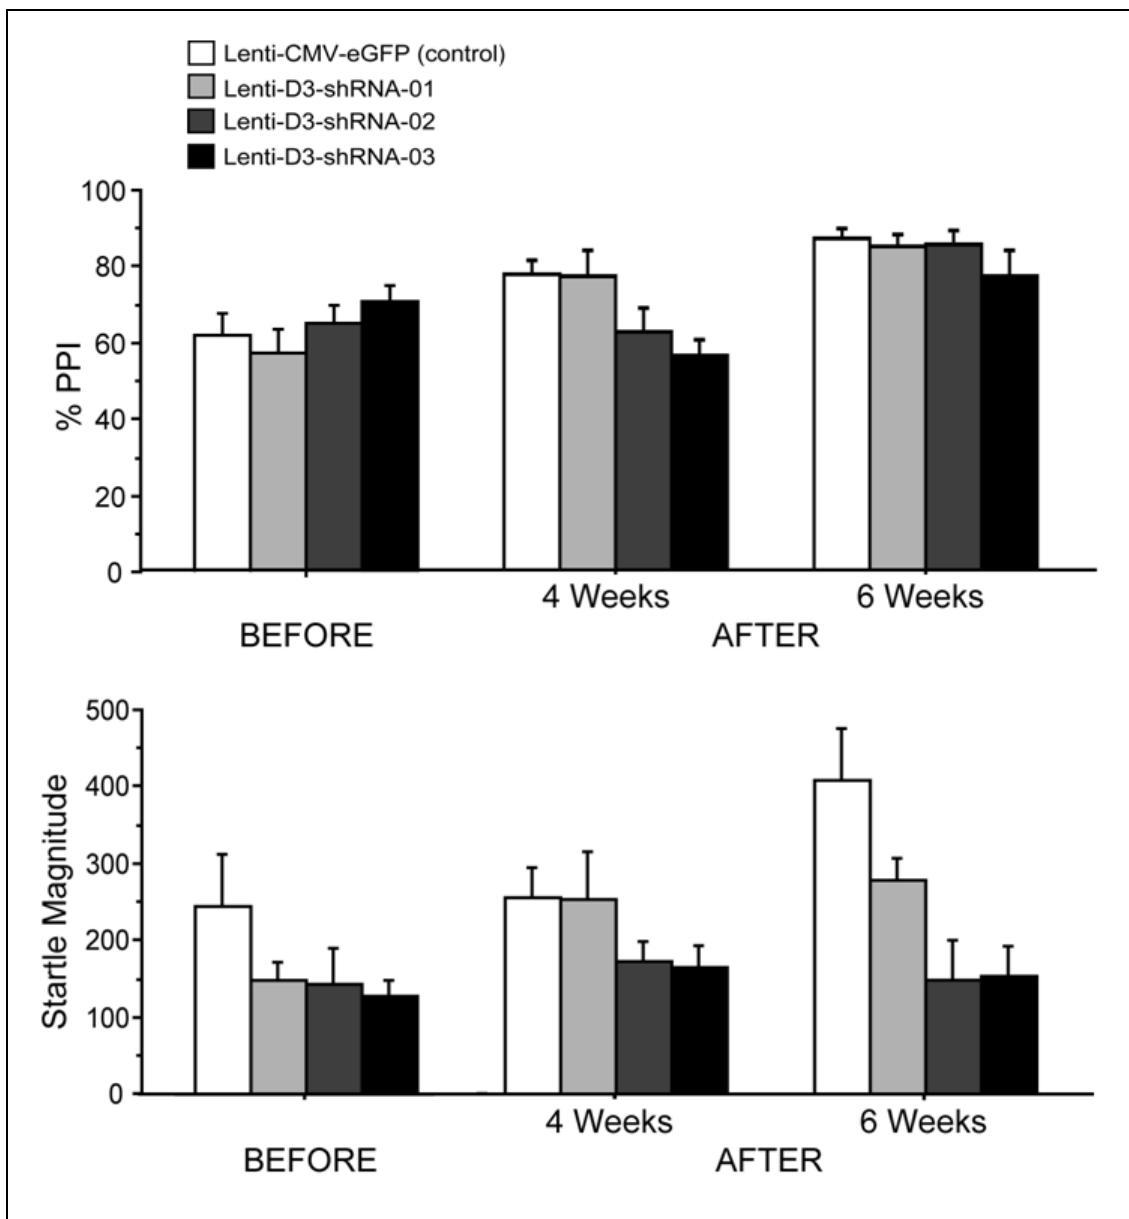 Lenti-CMV-eGFP (control)
Lenti-D3-shRNA-01
Lenti-D3-shRNA-02
Lenti-D3-shRNA-03
% PPI
100
80
60
40
20
0
4 Weeks 6 Weeks
BEFORE AFTER
Startle Magnitude
500
400
300
200
100
0
4 Weeks 6 Weeks
BEFORE AFTER